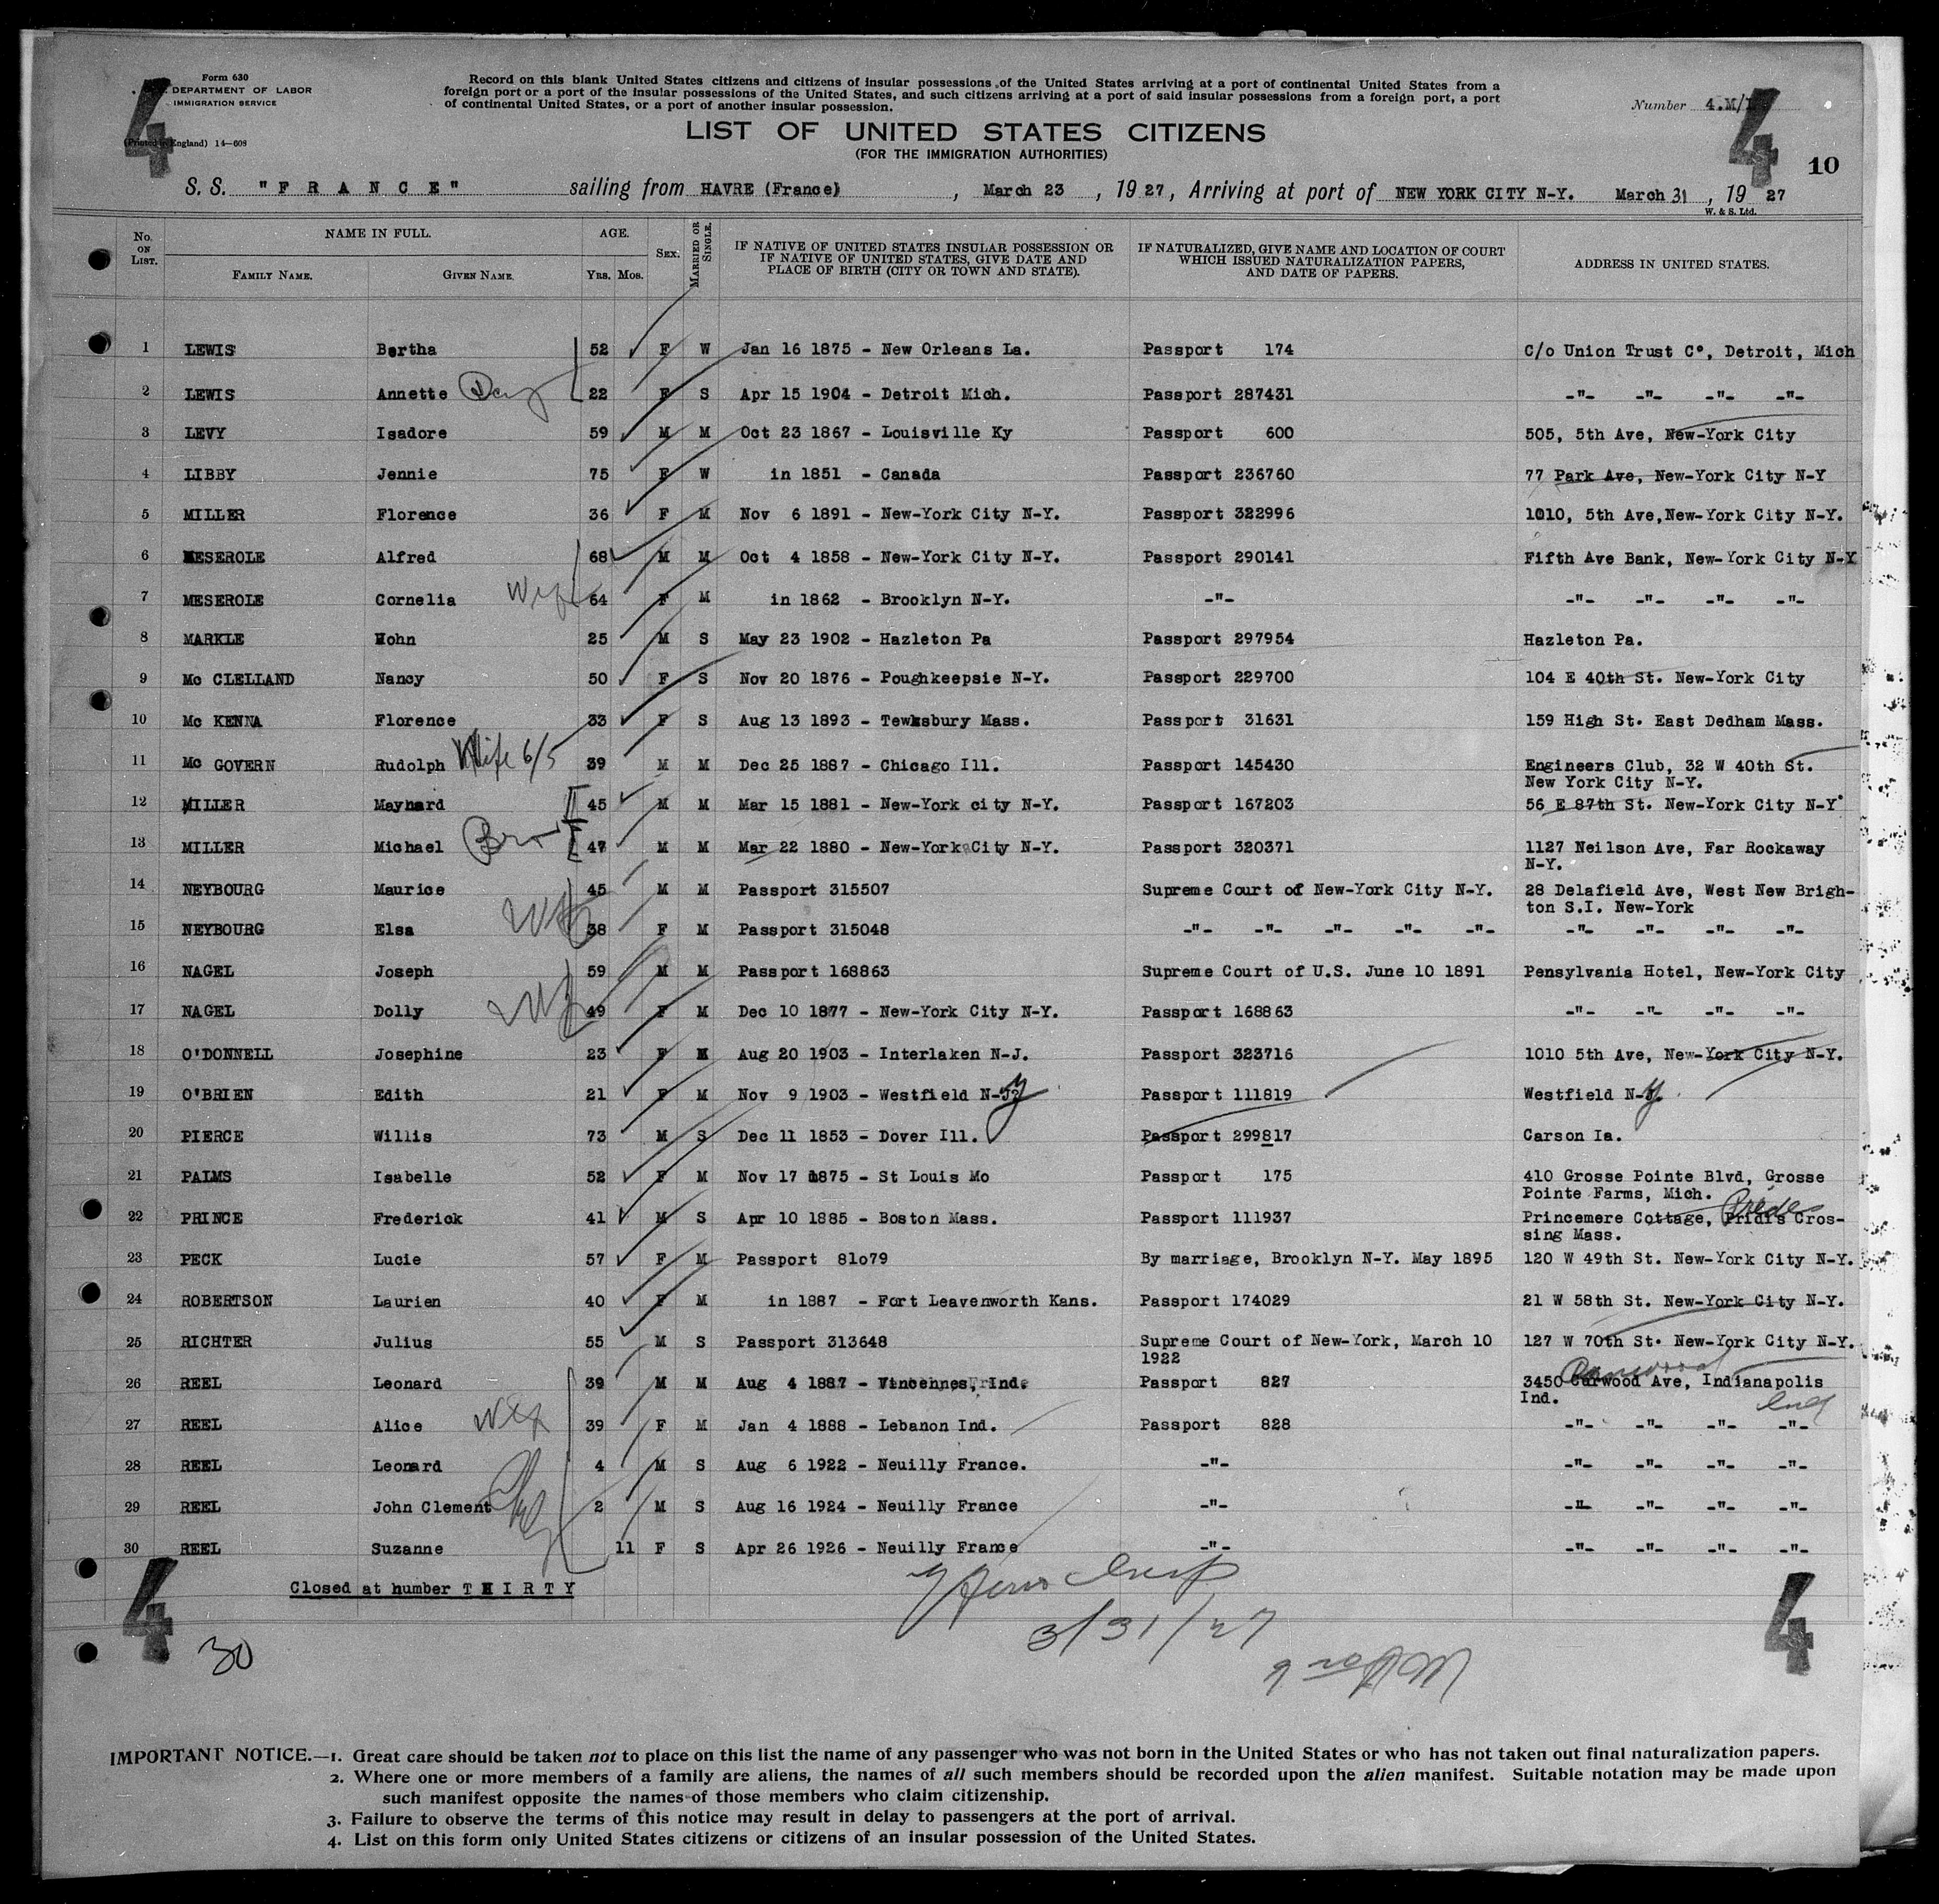 4
4
Form 630
DEPARTMENT OF LABOR
IMMIGRATION SERVICE
(Printed in England) 14—608
Record on this blank United States citizens and citizens of insular possessions of the United States arriving at a port of continental United States from a
foreign port or a port of the insular possessions of the United States, and such citizens arriving at a port of said insular possessions from a foreign port, a port
of continental United States, or a port of another insular possession.
Number 4.M/
LIST OF UNITED STATES CITIZENS
(FOR THE IMMIGRATION AUTHORITIES)
10
S. S. "F R A N C E" sailing from HAVRE (France), March 23, 1927, Arriving at port of NEW YORK CITY N-Y. March 31, 1927
W. & S. Ltd.
No. ON LIST. NAME IN FULL. FAMILY NAME. GIVEN NAME. AGE. YRS. MOS. SEX. MARRIED OR SINGLE. IF NATIVE OF UNITED STATES INSULAR POSSESSION OR IF NATIVE OF UNITED STATES, GIVE DATE AND PLACE OF BIRTH (CITY OR TOWN AND STATE). IF NATURALIZED, GIVE NAME AND LOCATION OF COURT WHICH ISSUED NATURALIZATION PAPERS, AND DATE OF PAPERS. ADDRESS IN UNITED STATES.
1 LEWIS Bertha 52 F W Jan 16 1875 - New Orleans La. Passport 174 C/o Union Trust C°, Detroit, Mich
2 LEWIS Annette 22 F S Apr 15 1904 - Detroit Mich. Passport 287431 -"- -"- -"- -"-
3 LEVY Isadore 59 M M Oct 23 1867 - Louisville Ky Passport 600 505, 5th Ave, New-York City
4 LIBBY Jennie 75 F W in 1851 - Canada Passport 236760 77 Park Ave, New-York City N-Y
5 MILLER Florence 36 F M Nov 6 1891 - New-York City N-Y. Passport 322996 1010, 5th Ave,New-York City N-Y.
6 MESEROLE Alfred 68 M M Oct 4 1858 - New-York City N-Y. Passport 290141 Fifth Ave Bank, New-York City N-Y
7 MESEROLE Cornelia Wife 64 F M in 1862 - Brooklyn N-Y. -"- -"- -"- -"- -"-
8 MARKLE John 25 M S May 23 1902 - Hazleton Pa Passport 297954 Hazleton Pa.
9 Mc CLELLAND Nancy 50 F S Nov 20 1876 - Poughkeepsie N-Y. Passport 229700 104 E 40th St. New-York City
10 Mc KENNA Florence 33 F S Aug 13 1893 - Tewksbury Mass. Passport 31631 159 High St. East Dedham Mass.
11 Mc GOVERN Rudolph Wife 6/5 39 M M Dec 25 1887 - Chicago Ill. Passport 145430 Engineers Club, 32 W 40th St.
New York City N-Y.
12 MILLER Maynard 45 M M Mar 15 1881 - New-York city N-Y. Passport 167203 56 E 87th St. New-York City N-Y
13 MILLER Michael Bro 47 M M Mar 22 1880 - New-York City N-Y. Passport 320371 1127 Neilson Ave, Far Rockaway
N-Y.
14 NEYBOURG Maurice 45 M M Passport 315507 Supreme Court of New-York City N-Y. 28 Delafield Ave, West New Brigh-
ton S.I. New-York
15 NEYBOURG Elsa Wife 38 F M Passport 315048 -"- -"- -"- -"- -"- -"- -"- -"- -"-
16 NAGEL Joseph 59 M M Passport 168863 Supreme Court of U.S. June 10 1891 Pensylvania Hotel, New-York City
17 NAGEL Dolly Wife 49 F M Dec 10 1877 - New-York City N-Y. Passport 168863 -"- -"- -"- -"-
18 O'DONNELL Josephine 23 F Aug 20 1903 - Interlaken N-J. Passport 323716 1010 5th Ave, New-York City N-Y.
19 O'BRIEN Edith 21 F M Nov 9 1903 - Westfield N-Y Passport 111819 Westfield N-Y.
20 PIERCE Willis 73 M S Dec 11 1853 - Dover Ill. Passport 299817 Carson Ia.
21 PALMS Isabelle 52 F M Nov 17 1875 - St Louis Mo Passport 175 410 Grosse Pointe Blvd, Grosse
Pointe Farms, Mich.
22 PRINCE Frederick 41 M S Apr 10 1885 - Boston Mass. Passport 111937 Princemere Cottage, Pridi's Cros-
sing Mass.
23 PECK Lucie 57 F M Passport 81o79 By marriage, Brooklyn N-Y. May 1895 120 W 49th St. New-York City N-Y.
24 ROBERTSON Laurien 40 F M in 1887 - Fort Leavenworth Kans. Passport 174029 21 W 58th St. New-York City N-Y.
25 RICHTER Julius 55 M S Passport 313648 Supreme Court of New-York, March 10
1922 127 W 70th St. New-York City N-Y.
26 REEL Leonard 39 M M Aug 4 1887 - Vincennes, Ind. Passport 827 3450 Carwood Ave, Indianapolis
Ind. Ind
27 REEL Alice Wife 39 F M Jan 4 1888 - Lebanon Ind. Passport 828 -"- -"- -"- -"-
28 REEL Leonard 4 M S Aug 6 1922 - Neuilly France. -"- -"- -"- -"- -"-
29 REEL John Clement 2 M S Aug 16 1924 - Neuilly France -"- -"- -"- -"- -"-
30 REEL Suzanne 11 F S Apr 26 1926 - Neuilly France -"- -"- -"- -"- -"-
Closed at number T H I R T Y
3/31/27
4
30
4
IMPORTANT NOTICE.—1. Great care should be taken not to place on this list the name of any passenger who was not born in the United States or who has not taken out final naturalization papers.
2. Where one or more members of a family are aliens, the names of all such members should be recorded upon the alien manifest. Suitable notation may be made upon
such manifest opposite the names of those members who claim citizenship.
3. Failure to observe the terms of this notice may result in delay to passengers at the port of arrival.
4. List on this form only United States citizens or citizens of an insular possession of the United States.